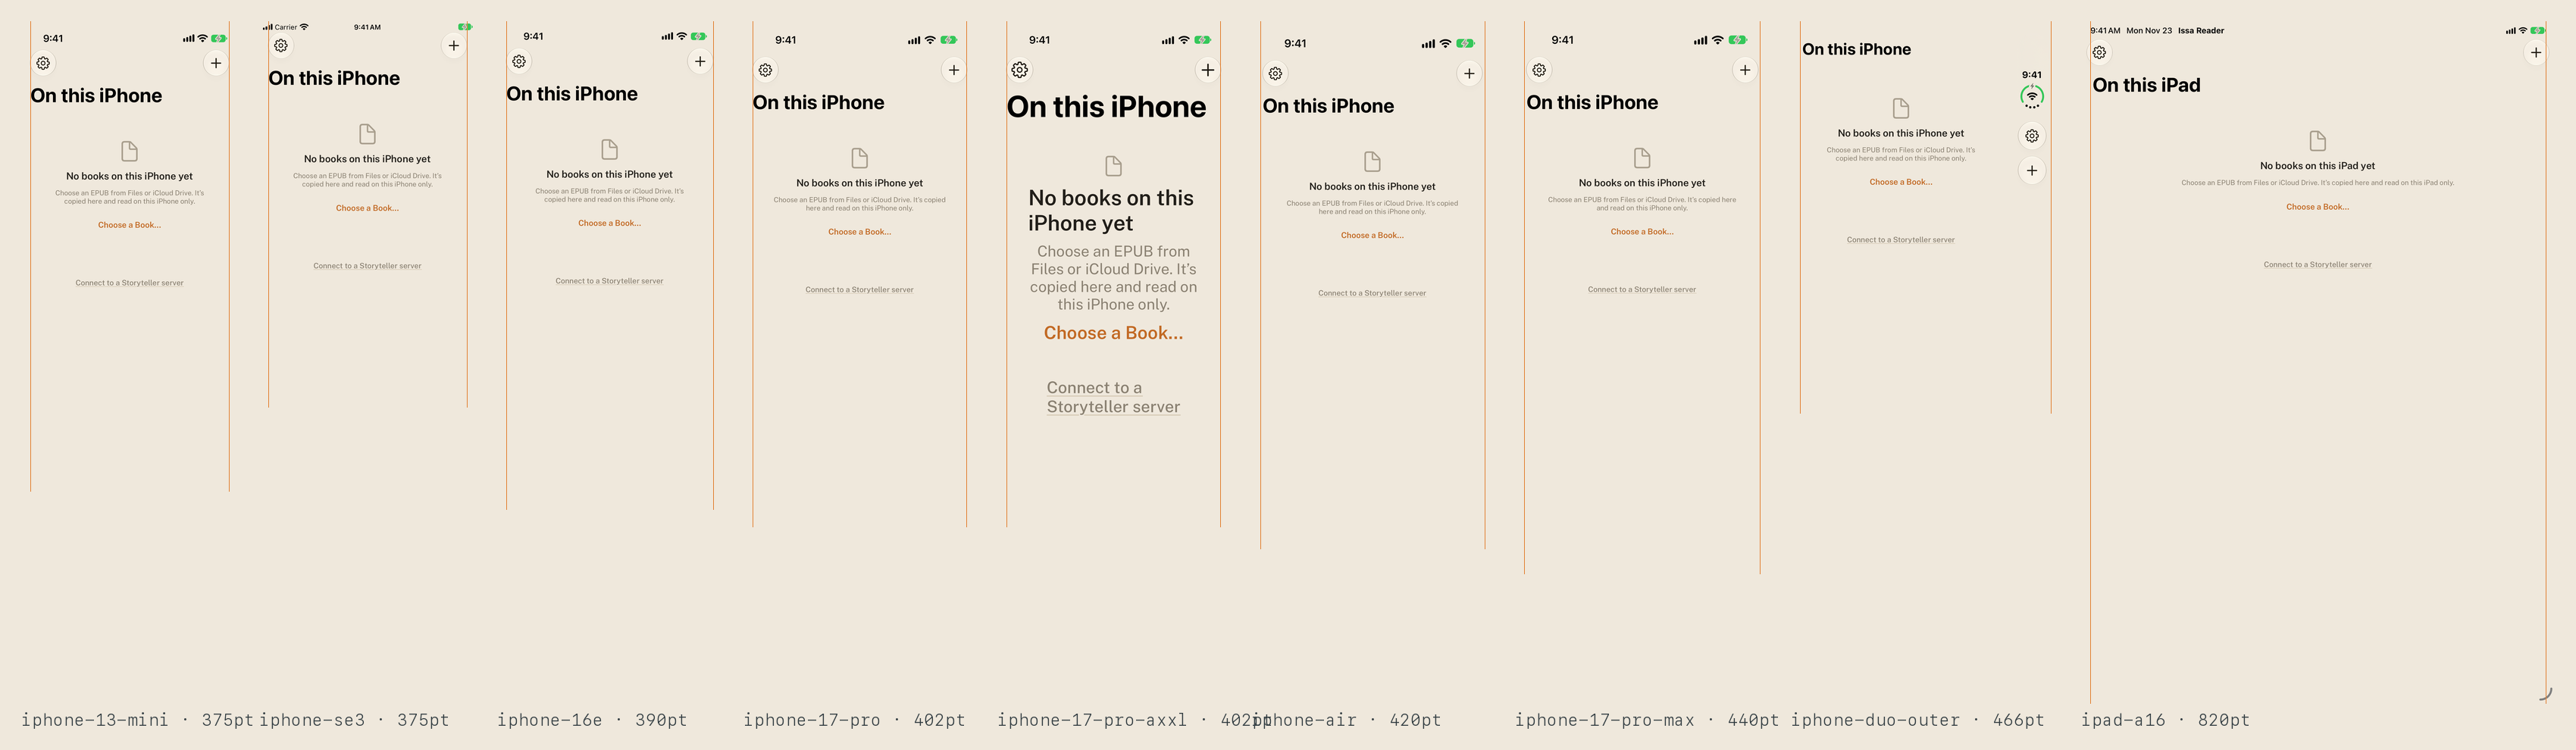 9:41
On this iPhone
No books on this iPhone yet
Choose an EPUB from Files or iCloud Drive. It's
copied here and read on this iPhone only.
Choose a Book...
Connect to a Storyteller server
iphone-13-mini · 375pt
Carrier
9:41 AM
On this iPhone
No books on this iPhone yet
Choose an EPUB from Files or iCloud Drive. It's
copied here and read on this iPhone only.
Choose a Book...
Connect to a Storyteller server
iphone-se3 · 375pt
9:41
On this iPhone
No books on this iPhone yet
Choose an EPUB from Files or iCloud Drive. It's
copied here and read on this iPhone only.
Choose a Book...
Connect to a Storyteller server
iphone-16e · 390pt
9:41
On this iPhone
No books on this iPhone yet
Choose an EPUB from Files or iCloud Drive. It's copied
here and read on this iPhone only.
Choose a Book...
Connect to a Storyteller server
iphone-17-pro · 402pt
9:41
On this iPhone
No books on this
iPhone yet
Choose an EPUB from
Files or iCloud Drive. It's
copied here and read on
this iPhone only.
Choose a Book...
Connect to a
Storyteller server
iphone-17-pro-axxl · 402pt
9:41
On this iPhone
No books on this iPhone yet
Choose an EPUB from Files or iCloud Drive. It's copied
here and read on this iPhone only.
Choose a Book...
Connect to a Storyteller server
iphone-air · 420pt
9:41
On this iPhone
No books on this iPhone yet
Choose an EPUB from Files or iCloud Drive. It's copied here
and read on this iPhone only.
Choose a Book...
Connect to a Storyteller server
iphone-17-pro-max · 440pt
On this iPhone
9:41
No books on this iPhone yet
Choose an EPUB from Files or iCloud Drive. It's
copied here and read on this iPhone only.
Choose a Book...
Connect to a Storyteller server
iphone-duo-outer · 466pt
9:41 AM Mon Nov 23 Issa Reader
On this iPad
No books on this iPad yet
Choose an EPUB from Files or iCloud Drive. It's copied here and read on this iPad only.
Choose a Book...
Connect to a Storyteller server
ipad-a16 · 820pt